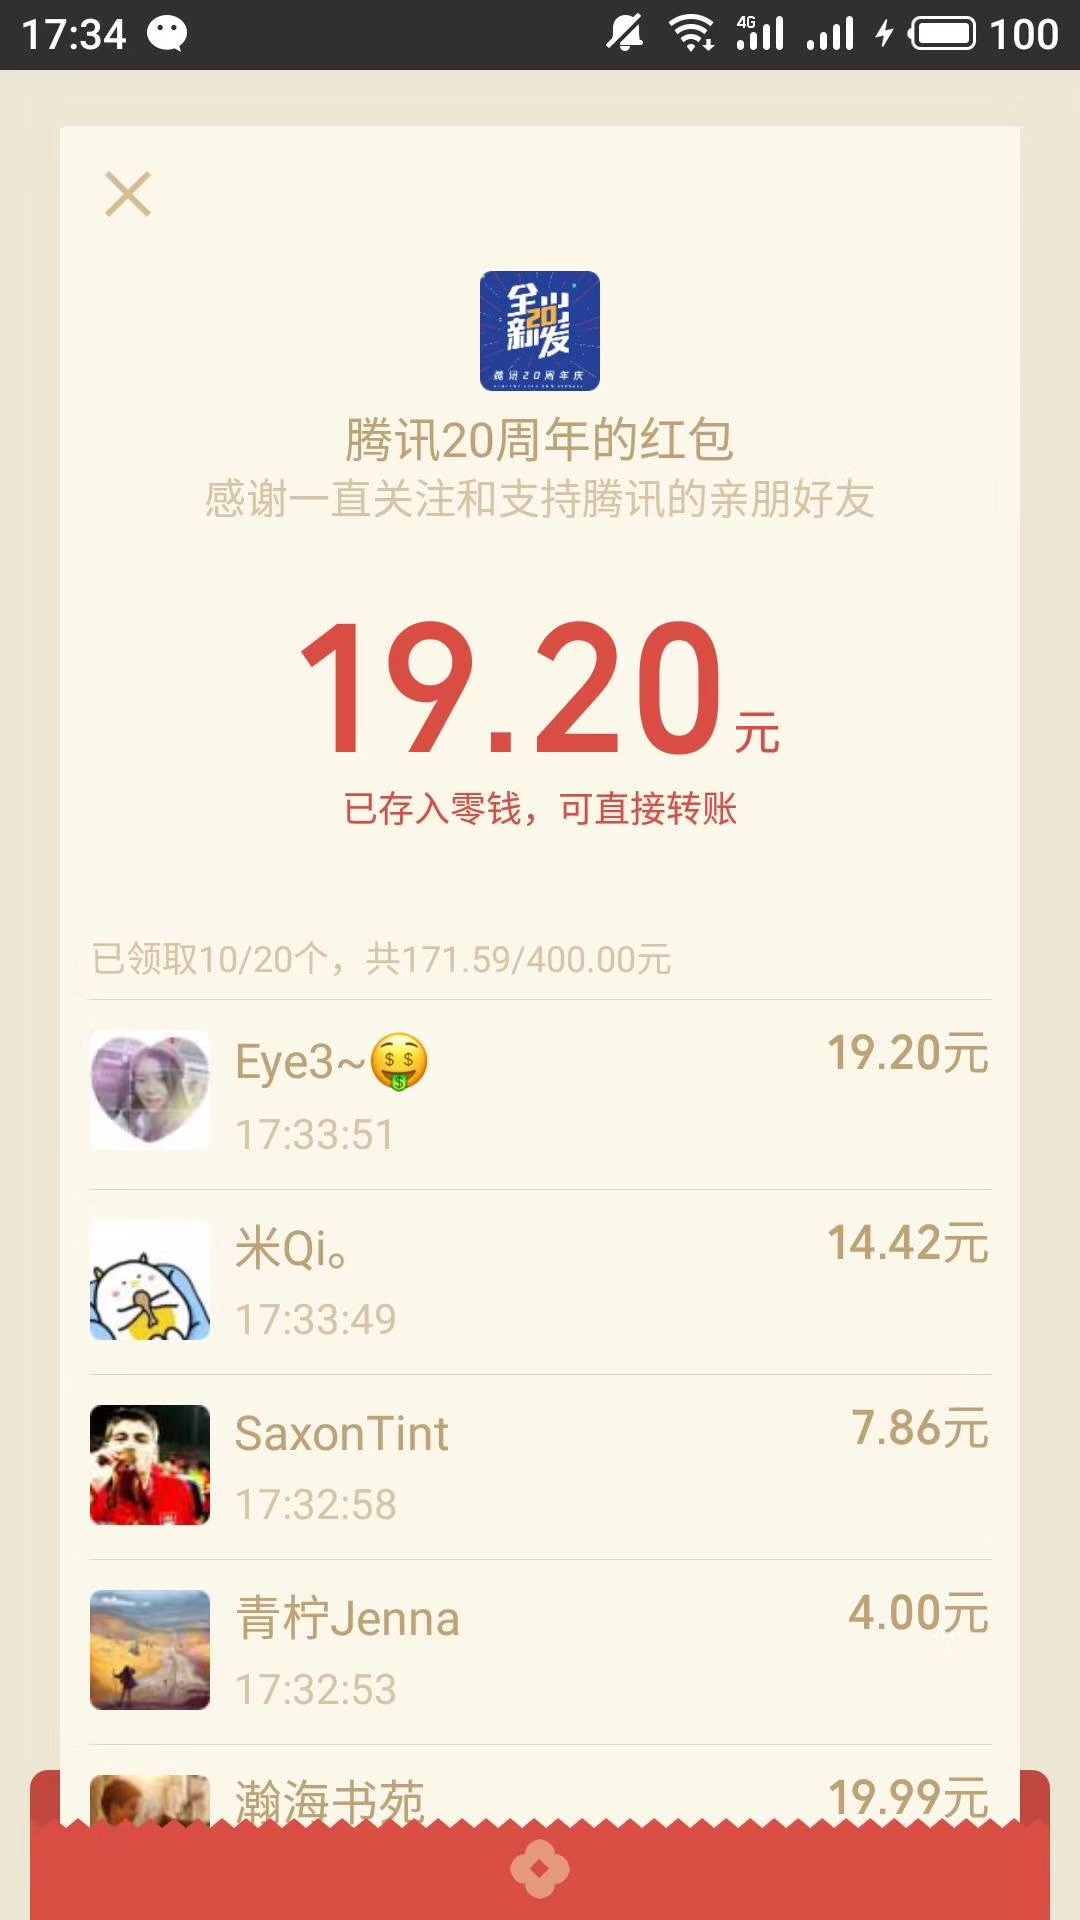 17:34
4G
100
全新出发
20
腾讯20周年庆
腾讯20周年的红包
感谢一直关注和支持腾讯的亲朋好友
19.20元
已存入零钱，可直接转账
已领取10/20个，共171.59/400.00元
Eye3~🤑
19.20元
17:33:51
米Qi。
14.42元
17:33:49
SaxonTint
7.86元
17:32:58
青柠Jenna
4.00元
17:32:53
瀚海书苑
19.99元